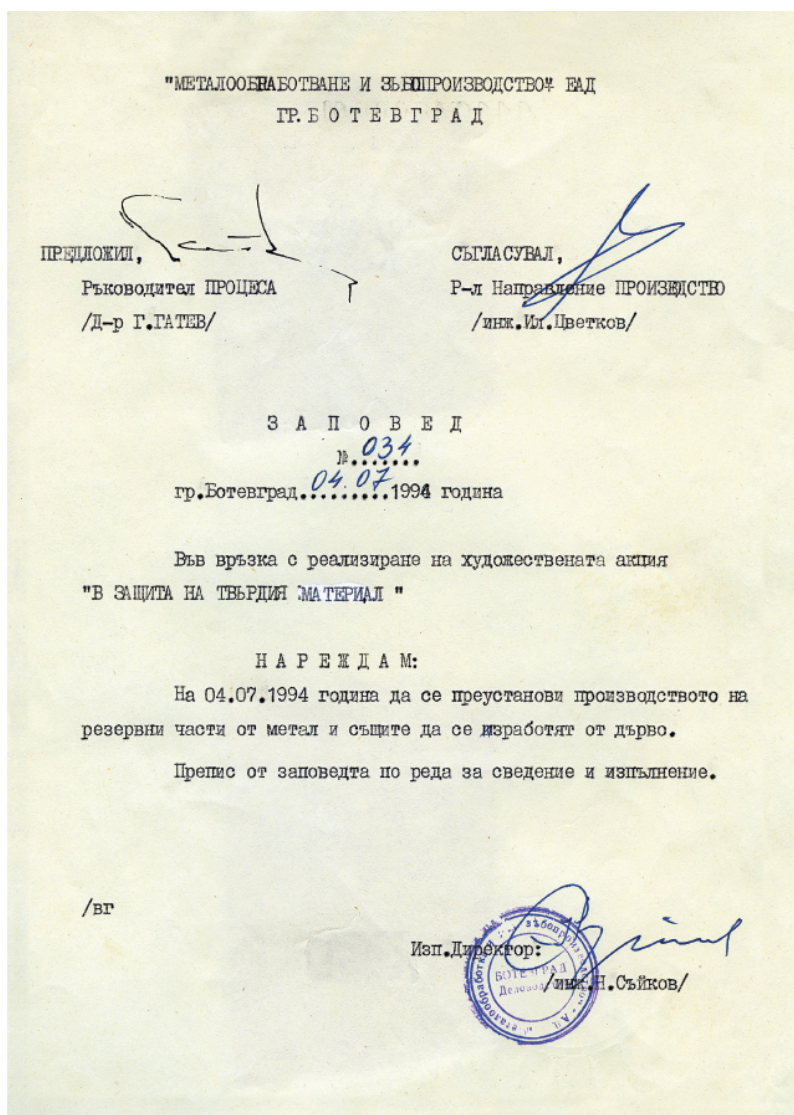 "МЕТАЛООБРАБОТВАНЕ И ЗЪБОПРОИЗВОДСТВО" ЕАД
ГР.Б О Т Е В Г Р А Д
ПРЕДЛОЖИЛ,
СЪГЛАСУВАЛ,
Ръководител ПРОЦЕСА
Р-л Направление ПРОИЗВДСТВО
/Д-р Г.ГАТЕВ/
/инж.Ил.Цветков/
З А П О В Е Д
№ 034
гр.Ботевград 04.07 1994 година
Във връзка с реализиране на художествената акция
"В ЗАЩИТА НА ТВЪРДИЯ МАТЕРИАЛ "
Н А Р Е Ж Д А М:
На 04.07.1994 година да се преустанови производството на
резервни части от метал и същите да се изработят от дърво.
Препис от заповедта по реда за сведение и изпълнение.
/вг
Изп.Директор:
/инж.Н.Съйков/
БОТЕВГРАД